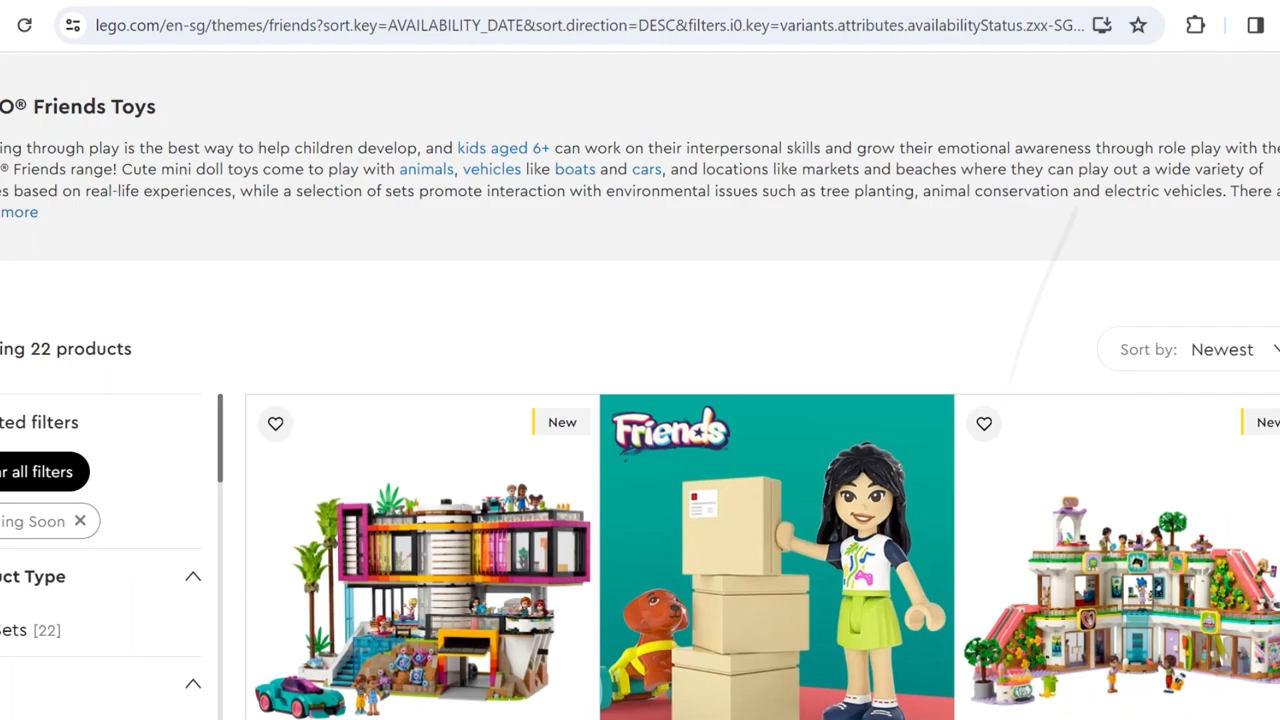 lego.com/en-sg/themes/friends?sort.key=AVAILABILITY_DATE&sort.direction=DESC&filters.i0.key=variants.attributes.availabilityStatus.zxx-SG...
O® Friends Toys
ing through play is the best way to help children develop, and kids aged 6+ can work on their interpersonal skills and grow their emotional awareness through role play with the
® Friends range! Cute mini doll toys come to play with animals, vehicles like boats and cars, and locations like markets and beaches where they can play out a wide variety of
s based on real-life experiences, while a selection of sets promote interaction with environmental issues such as tree planting, animal conservation and electric vehicles. There a
more
ing 22 products
Sort by: Newest
ted filters
r all filters
ing Soon
uct Type
Sets [22]
New
Friends
New